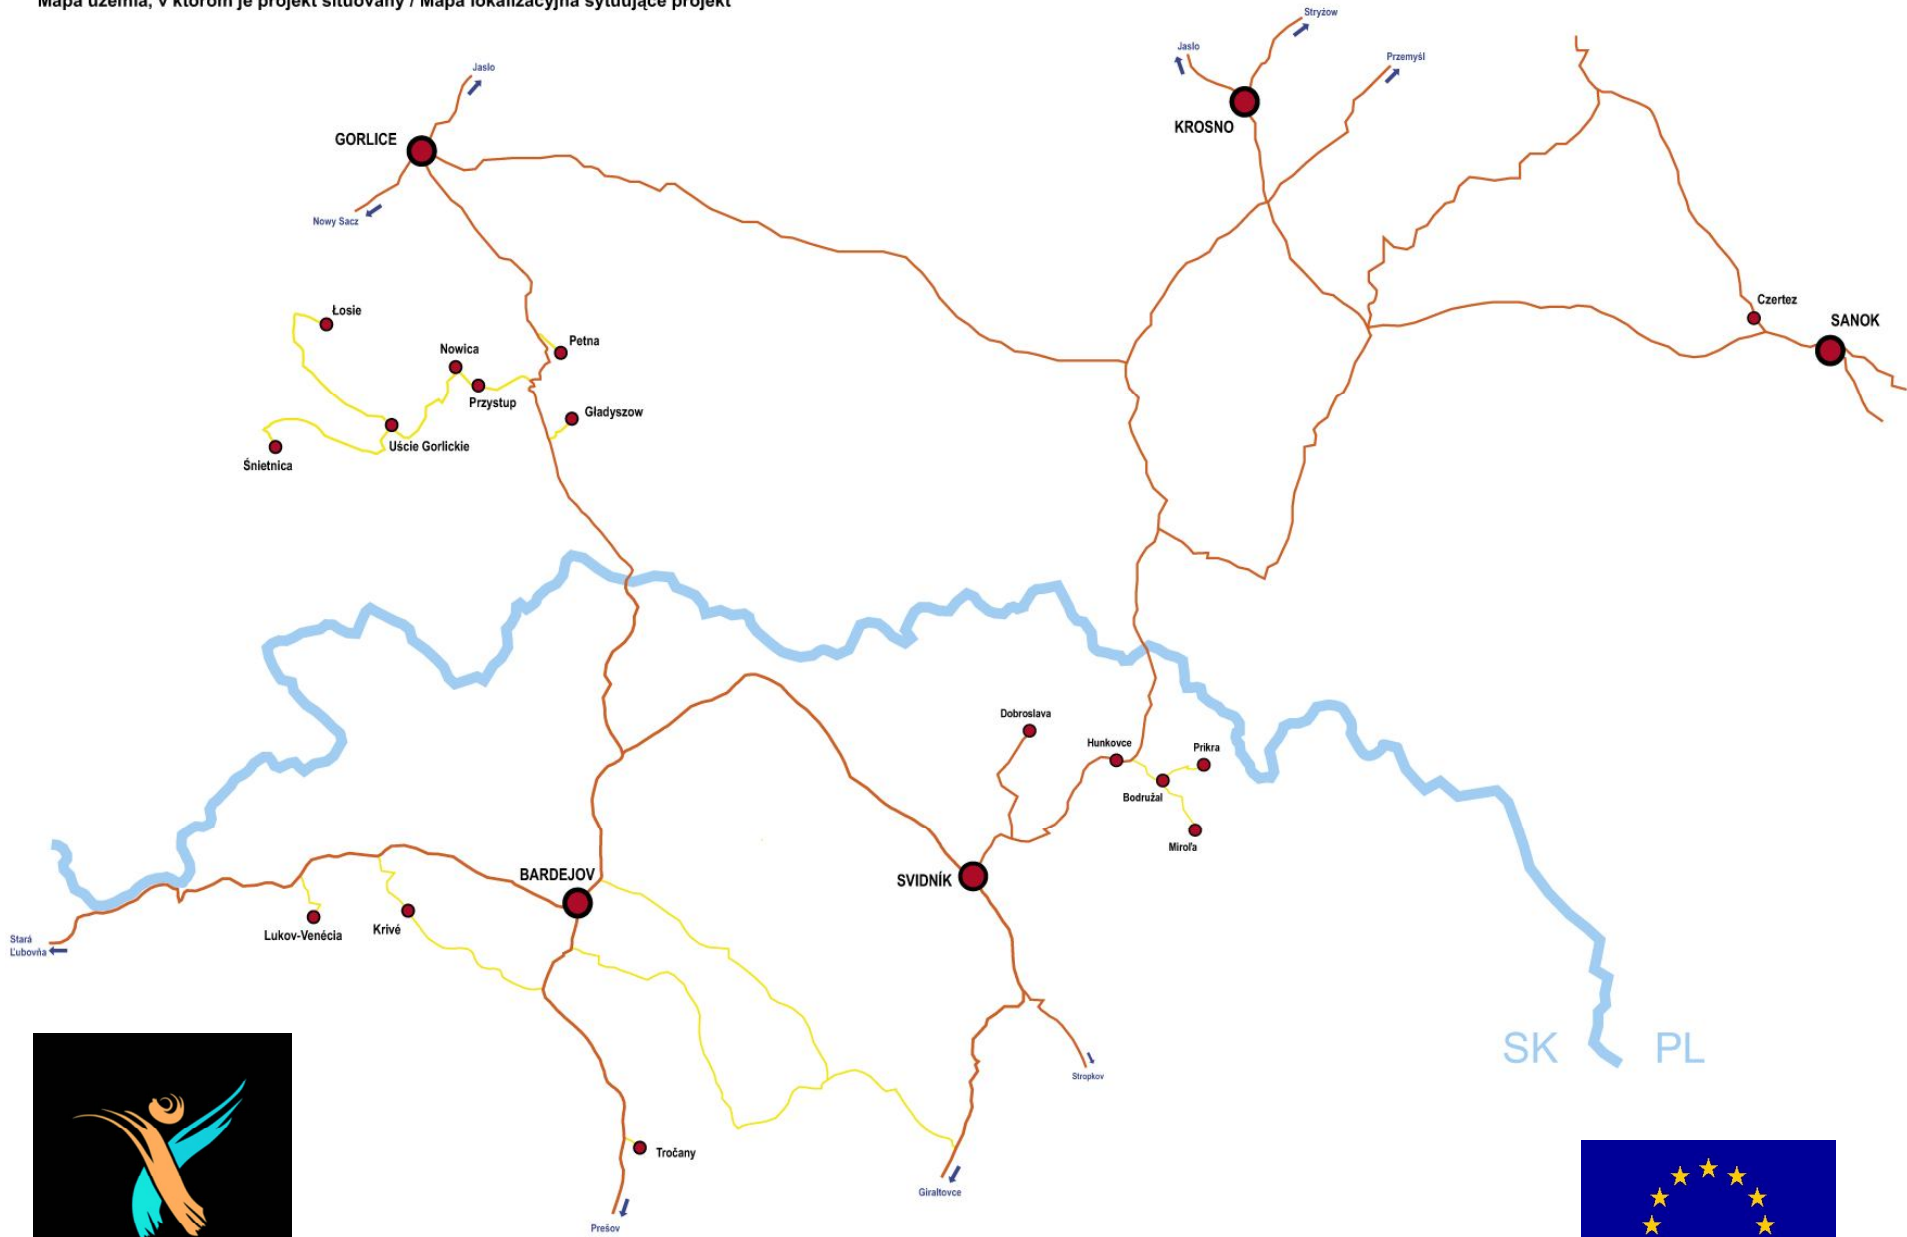 Mapa územia, v ktorom je projekt situovaný / Mapa lokalizacyjna sytuujące projekt
Stryżow
Jasło
Przemyśl
Jaslo
KROSNO
GORLICE
Nowy Sacz
Czertez
SANOK
Łosie
Petna
Nowica
Przystup
Gładyszow
Uście Gorlickie
Śnietnica
Dobroslava
Hunkovce
Prikra
Bodružal
Miroľa
BARDEJOV
SVIDNÍK
Lukov-Venécia
Krivé
Stará
Ľubovňa
SK PL
Stropkov
Tročany
Giraltovce
Prešov